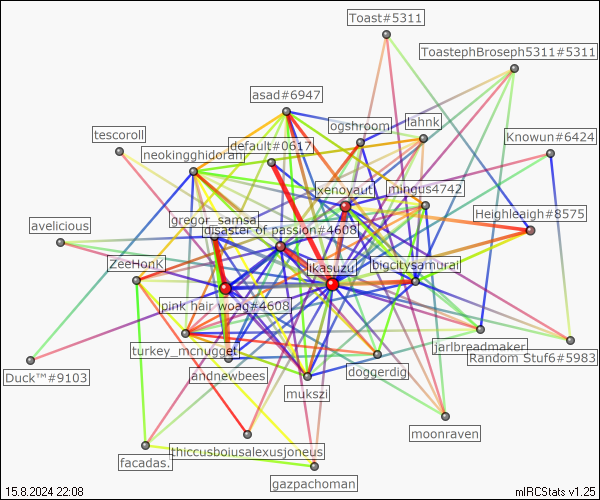 Toast#5311
ToastephBroseph5311#5311
asad#6947
ogshroom
lahnk
tescoroll
default#0617
Knowun#6424
neokingghidorah
xenoyaut
mingus4742
gregor_samsa
Heighleaigh#8575
avelicious
disaster of passion#4608
ZeeHonK
ikasuzu
bigcitysamurai
pink hair woag#4608
turkey_mcnugget
jarlbreadmaker
Random Stuf6#5983
Duck™#9103
andnewbees
doggerdig
mukszi
moonraven
thiccusboiusalexusjoneus
facadas.
gazpachoman
15.8.2024 22:08
mIRCStats v1.25